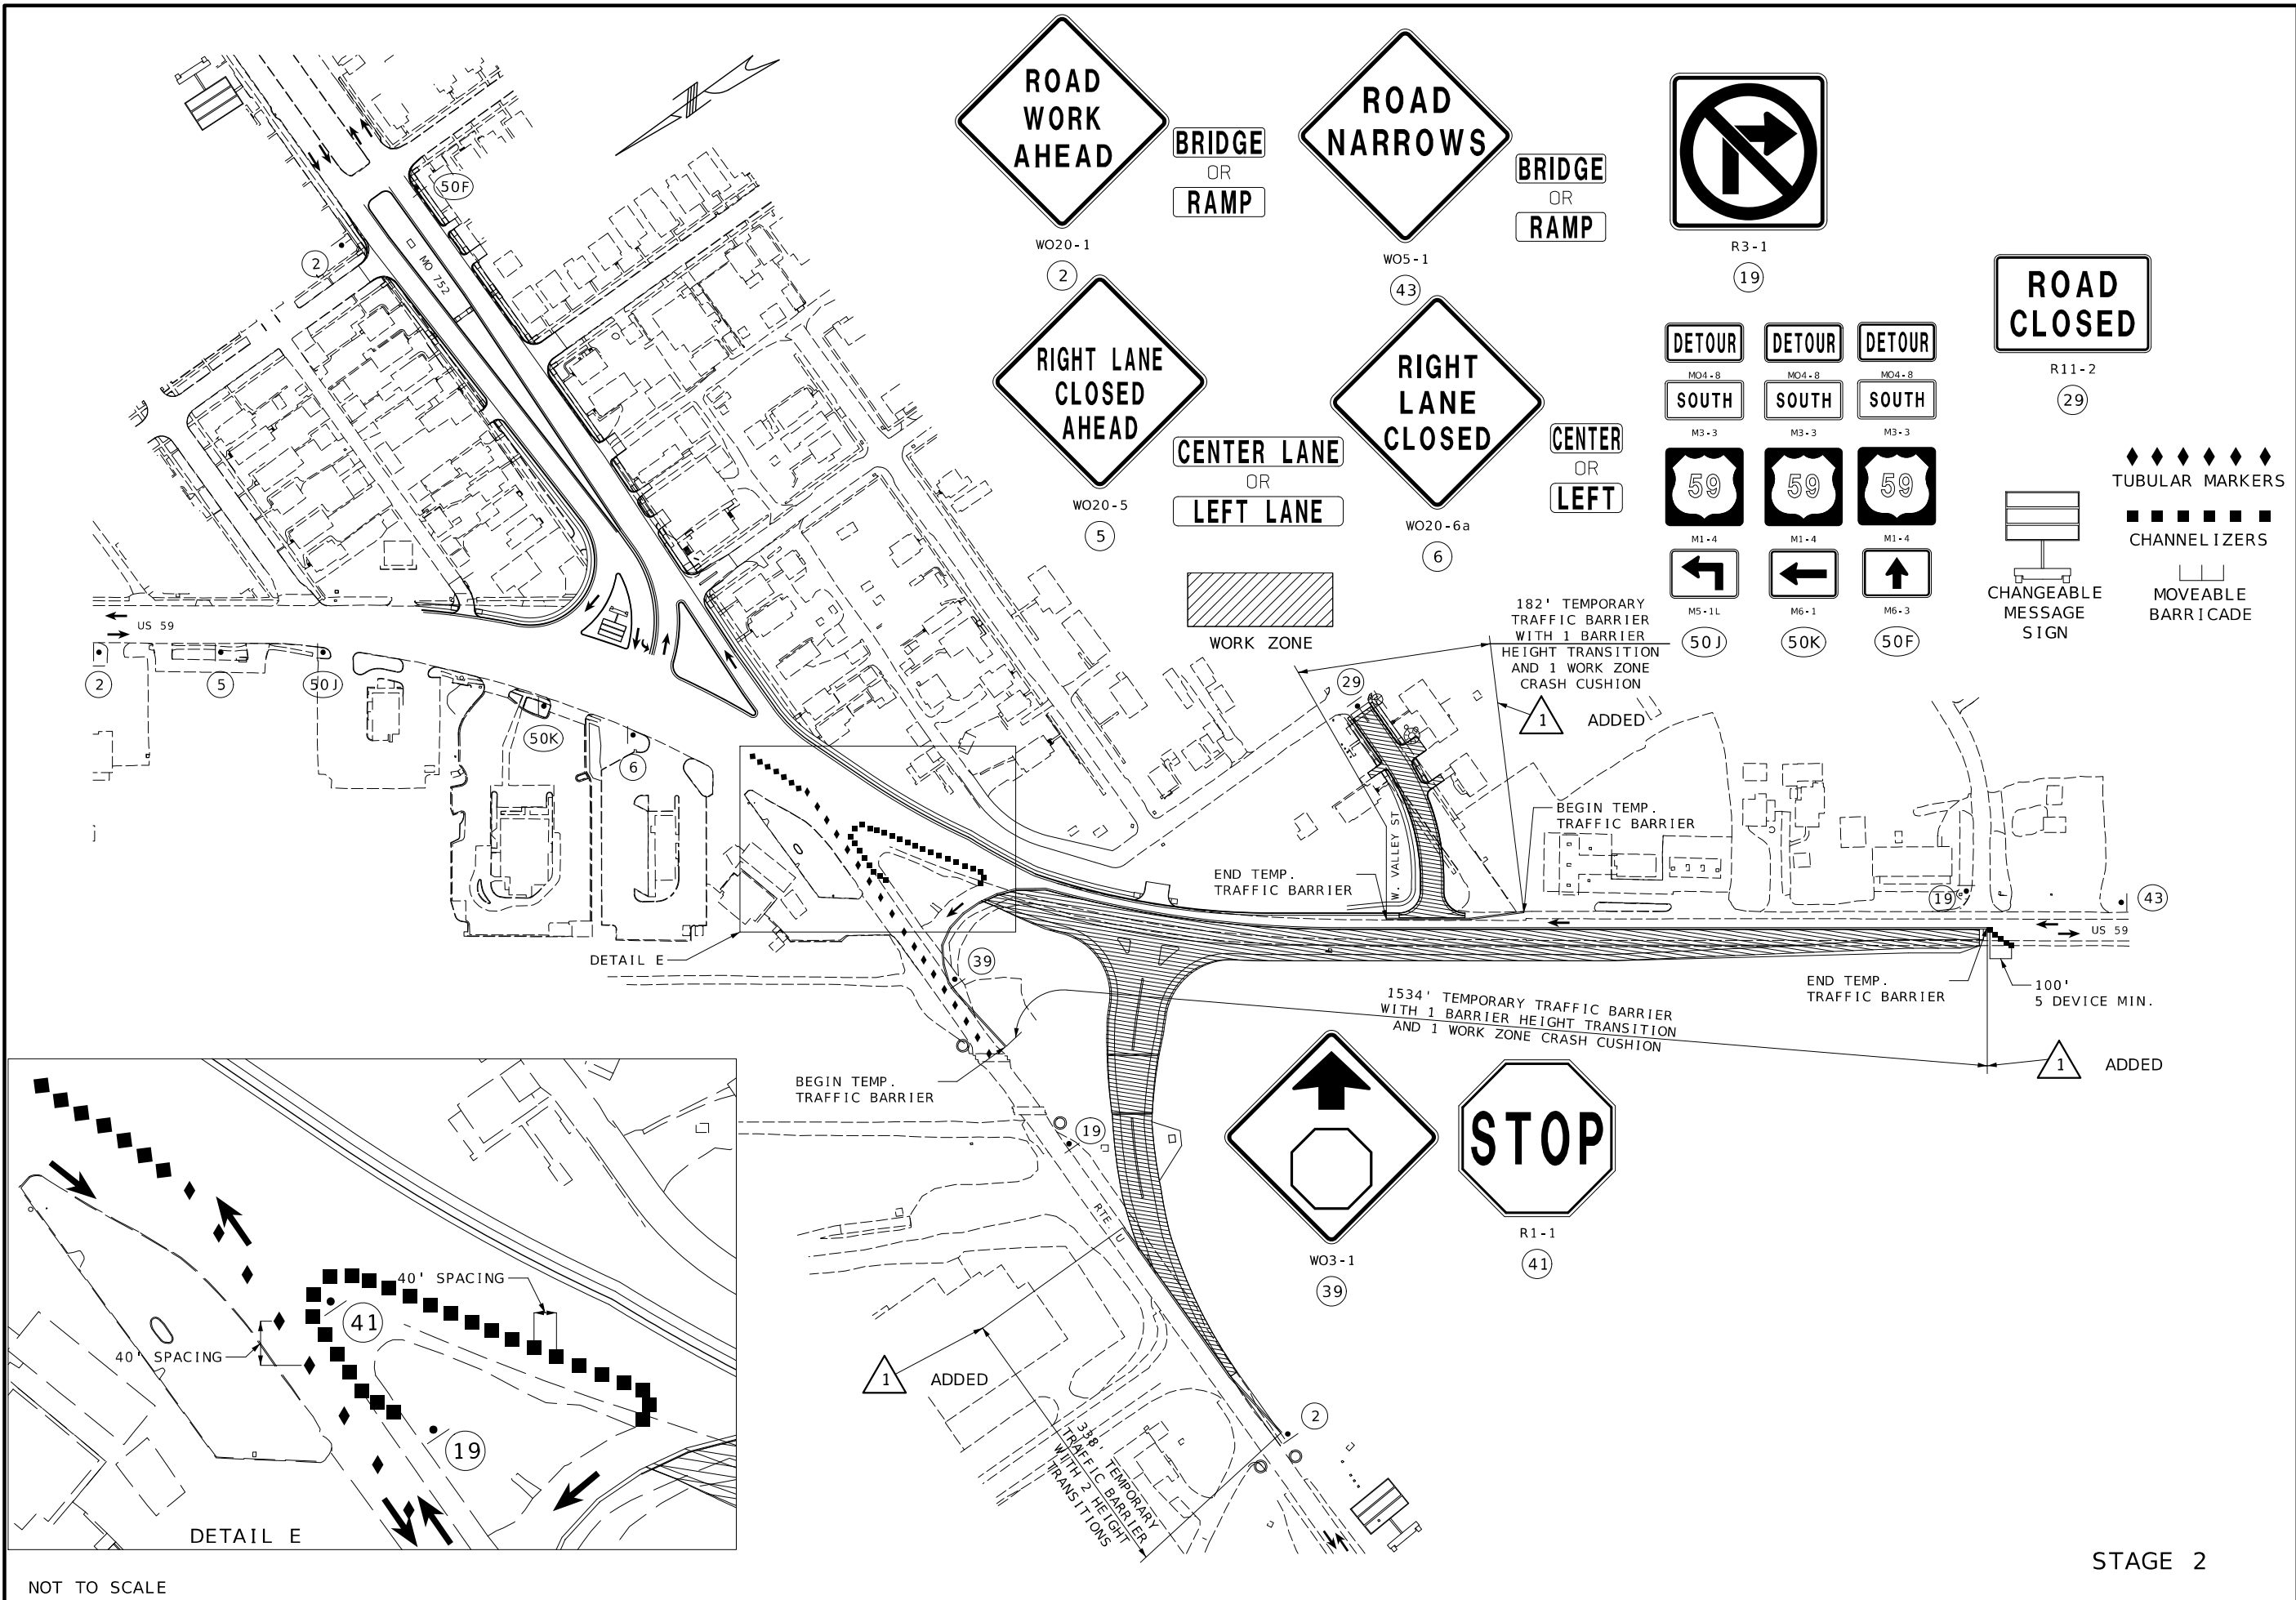 ROAD
WORK
AHEAD
BRIDGE
OR
RAMP
WO20-1
2
ROAD
NARROWS
BRIDGE
OR
RAMP
WO5-1
43
R3-1
19
ROAD
CLOSED
R11-2
29
RIGHT LANE
CLOSED
AHEAD
CENTER LANE
OR
LEFT LANE
WO20-5
5
RIGHT
LANE
CLOSED
CENTER
OR
LEFT
WO20-6a
6
DETOUR
MO4-8
SOUTH
M3-3
59
M1-4
M5-1L
50J
DETOUR
MO4-8
SOUTH
M3-3
59
M1-4
M6-1
50K
DETOUR
MO4-8
SOUTH
M3-3
59
M1-4
M6-3
50F
TUBULAR MARKERS
CHANNELIZERS
CHANGEABLE
MESSAGE
SIGN
MOVEABLE
BARRICADE
WORK ZONE
50F
2
MO 752
US 59
2
5
50J
50K
6
182' TEMPORARY
TRAFFIC BARRIER
WITH 1 BARRIER
HEIGHT TRANSITION
AND 1 WORK ZONE
CRASH CUSHION
1
ADDED
29
BEGIN TEMP.
TRAFFIC BARRIER
W. VALLEY ST
END TEMP.
TRAFFIC BARRIER
19
43
US 59
DETAIL E
39
END TEMP.
TRAFFIC BARRIER
100'
5 DEVICE MIN.
1534' TEMPORARY TRAFFIC BARRIER
WITH 1 BARRIER HEIGHT TRANSITION
AND 1 WORK ZONE CRASH CUSHION
1
ADDED
BEGIN TEMP.
TRAFFIC BARRIER
19
RTE. U
WO3-1
39
STOP
R1-1
41
1
ADDED
338' TEMPORARY
TRAFFIC BARRIER
WITH 2 HEIGHT
TRANSITIONS
2
40' SPACING
41
40' SPACING
19
DETAIL E
NOT TO SCALE
STAGE 2